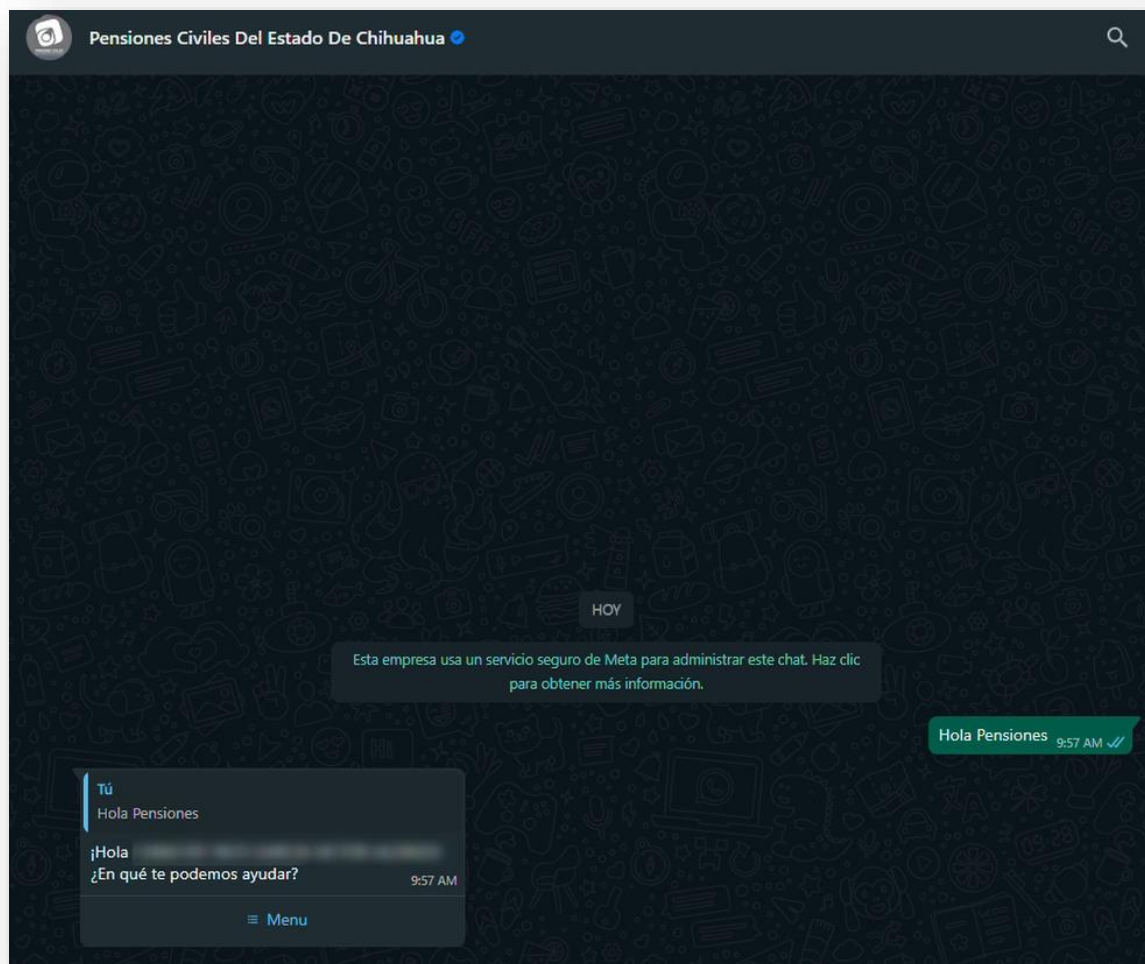 Pensiones Civiles Del Estado De Chihuahua
HOY
Esta empresa usa un servicio seguro de Meta para administrar este chat. Haz clic
para obtener más información.
Hola Pensiones 9:57 AM
Tú
Hola Pensiones
¡Hola
¿En qué te podemos ayudar? 9:57 AM
Menu